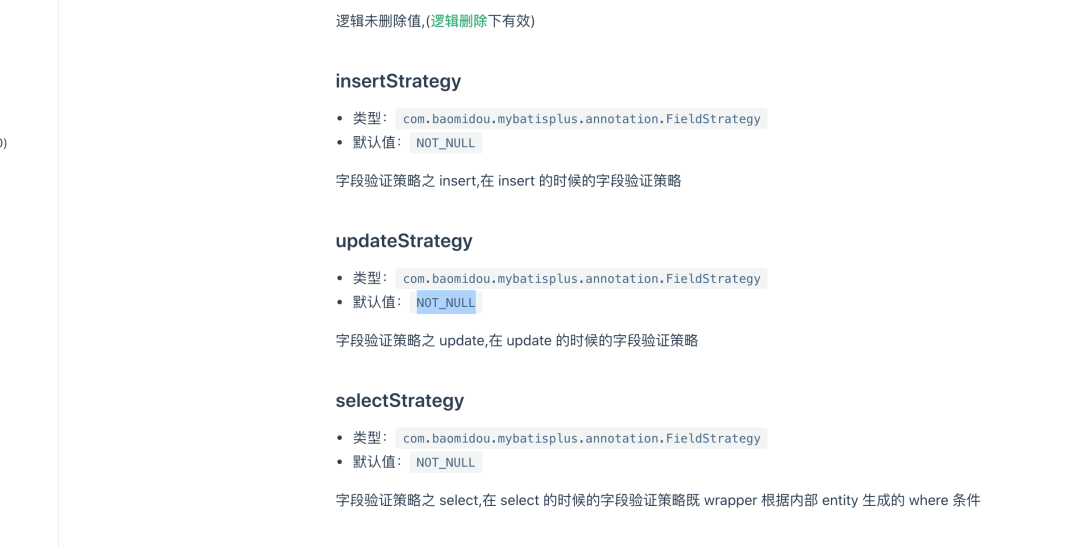 逻辑未删除值,(逻辑删除下有效)
insertStrategy
• 类型： com.baomidou.mybatisplus.annotation.FieldStrategy
0)
• 默认值： NOT_NULL
字段验证策略之 insert,在 insert 的时候的字段验证策略
updateStrategy
• 类型： com.baomidou.mybatisplus.annotation.FieldStrategy
• 默认值： NOT_NULL
字段验证策略之 update,在 update 的时候的字段验证策略
selectStrategy
• 类型： com.baomidou.mybatisplus.annotation.FieldStrategy
• 默认值： NOT_NULL
字段验证策略之 select,在 select 的时候的字段验证策略既 wrapper 根据内部 entity 生成的 where 条件